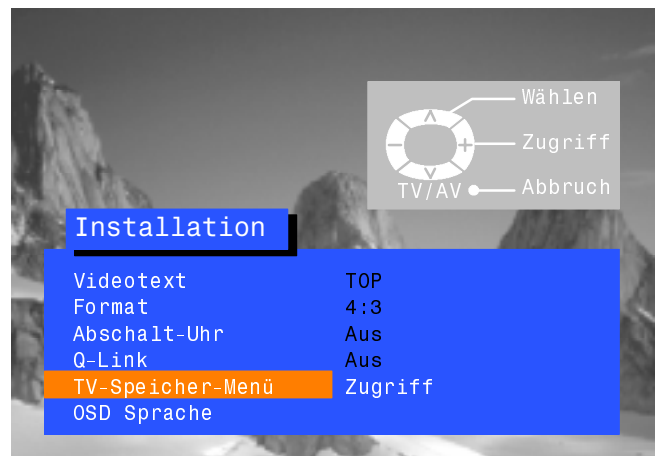 Wählen
Zugriff
TV/AV Abbruch
Installation
Videotext TOP
Format 4:3
Abschalt-Uhr Aus
Q-Link Aus
TV-Speicher-Menü Zugriff
OSD Sprache